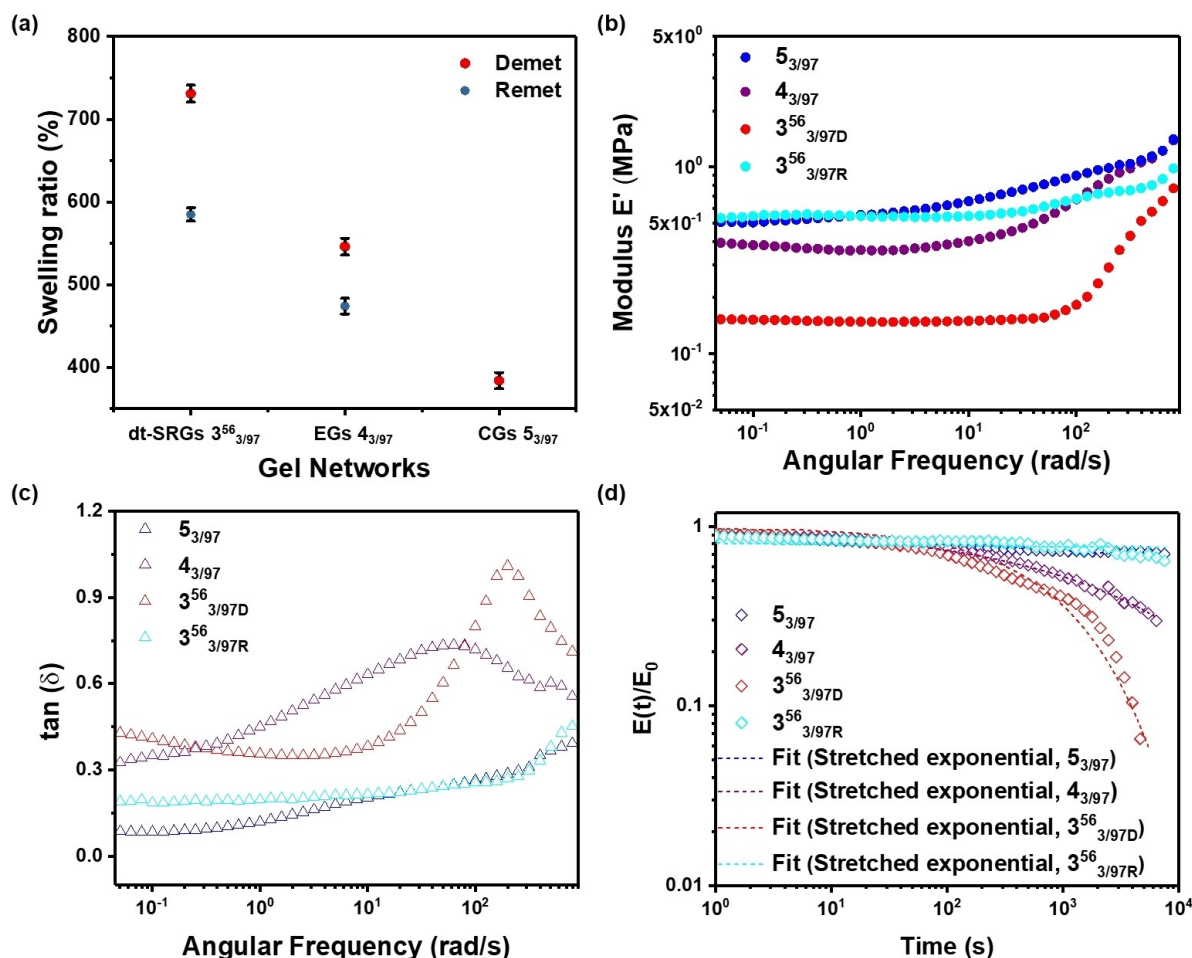 (a)
800
700
600
500
400
Swelling ratio (%)
Demet
Remet
dt-SRGs 3⁵⁶₃/₉₇ EGs 4₃/₉₇ CGs 5₃/₉₇
Gel Networks
(b)
5x10⁰
10⁰
5x10⁻¹
10⁻¹
5x10⁻²
Modulus E' (MPa)
5₃/₉₇
4₃/₉₇
3⁵⁶₃/₉₇D
3⁵⁶₃/₉₇R
10⁻¹ 10⁰ 10¹ 10²
Angular Frequency (rad/s)
(c)
1.2
0.9
0.6
0.3
0.0
tan (δ)
5₃/₉₇
4₃/₉₇
3⁵⁶₃/₉₇D
3⁵⁶₃/₉₇R
10⁻¹ 10⁰ 10¹ 10²
Angular Frequency (rad/s)
(d)
1
0.1
0.01
E(t)/E₀
5₃/₉₇
4₃/₉₇
3⁵⁶₃/₉₇D
3⁵⁶₃/₉₇R
Fit (Stretched exponential, 5₃/₉₇)
Fit (Stretched exponential, 4₃/₉₇)
Fit (Stretched exponential, 3⁵⁶₃/₉₇D)
Fit (Stretched exponential, 3⁵⁶₃/₉₇R)
10⁰ 10¹ 10² 10³ 10⁴
Time (s)